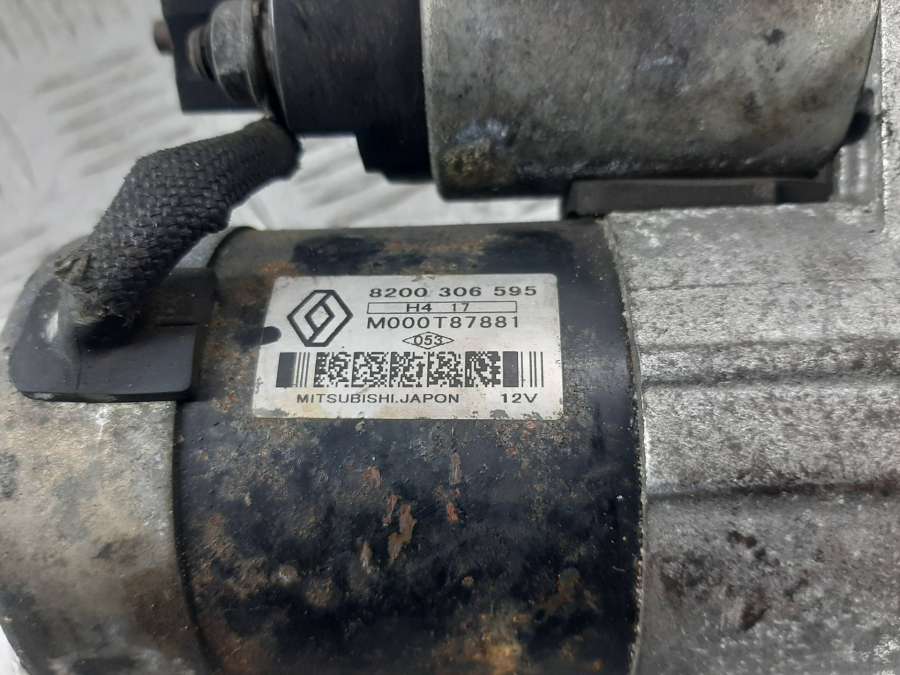 8200 306 595
H4 17
M000T87881
053
MITSUBISHI.JAPON 12V